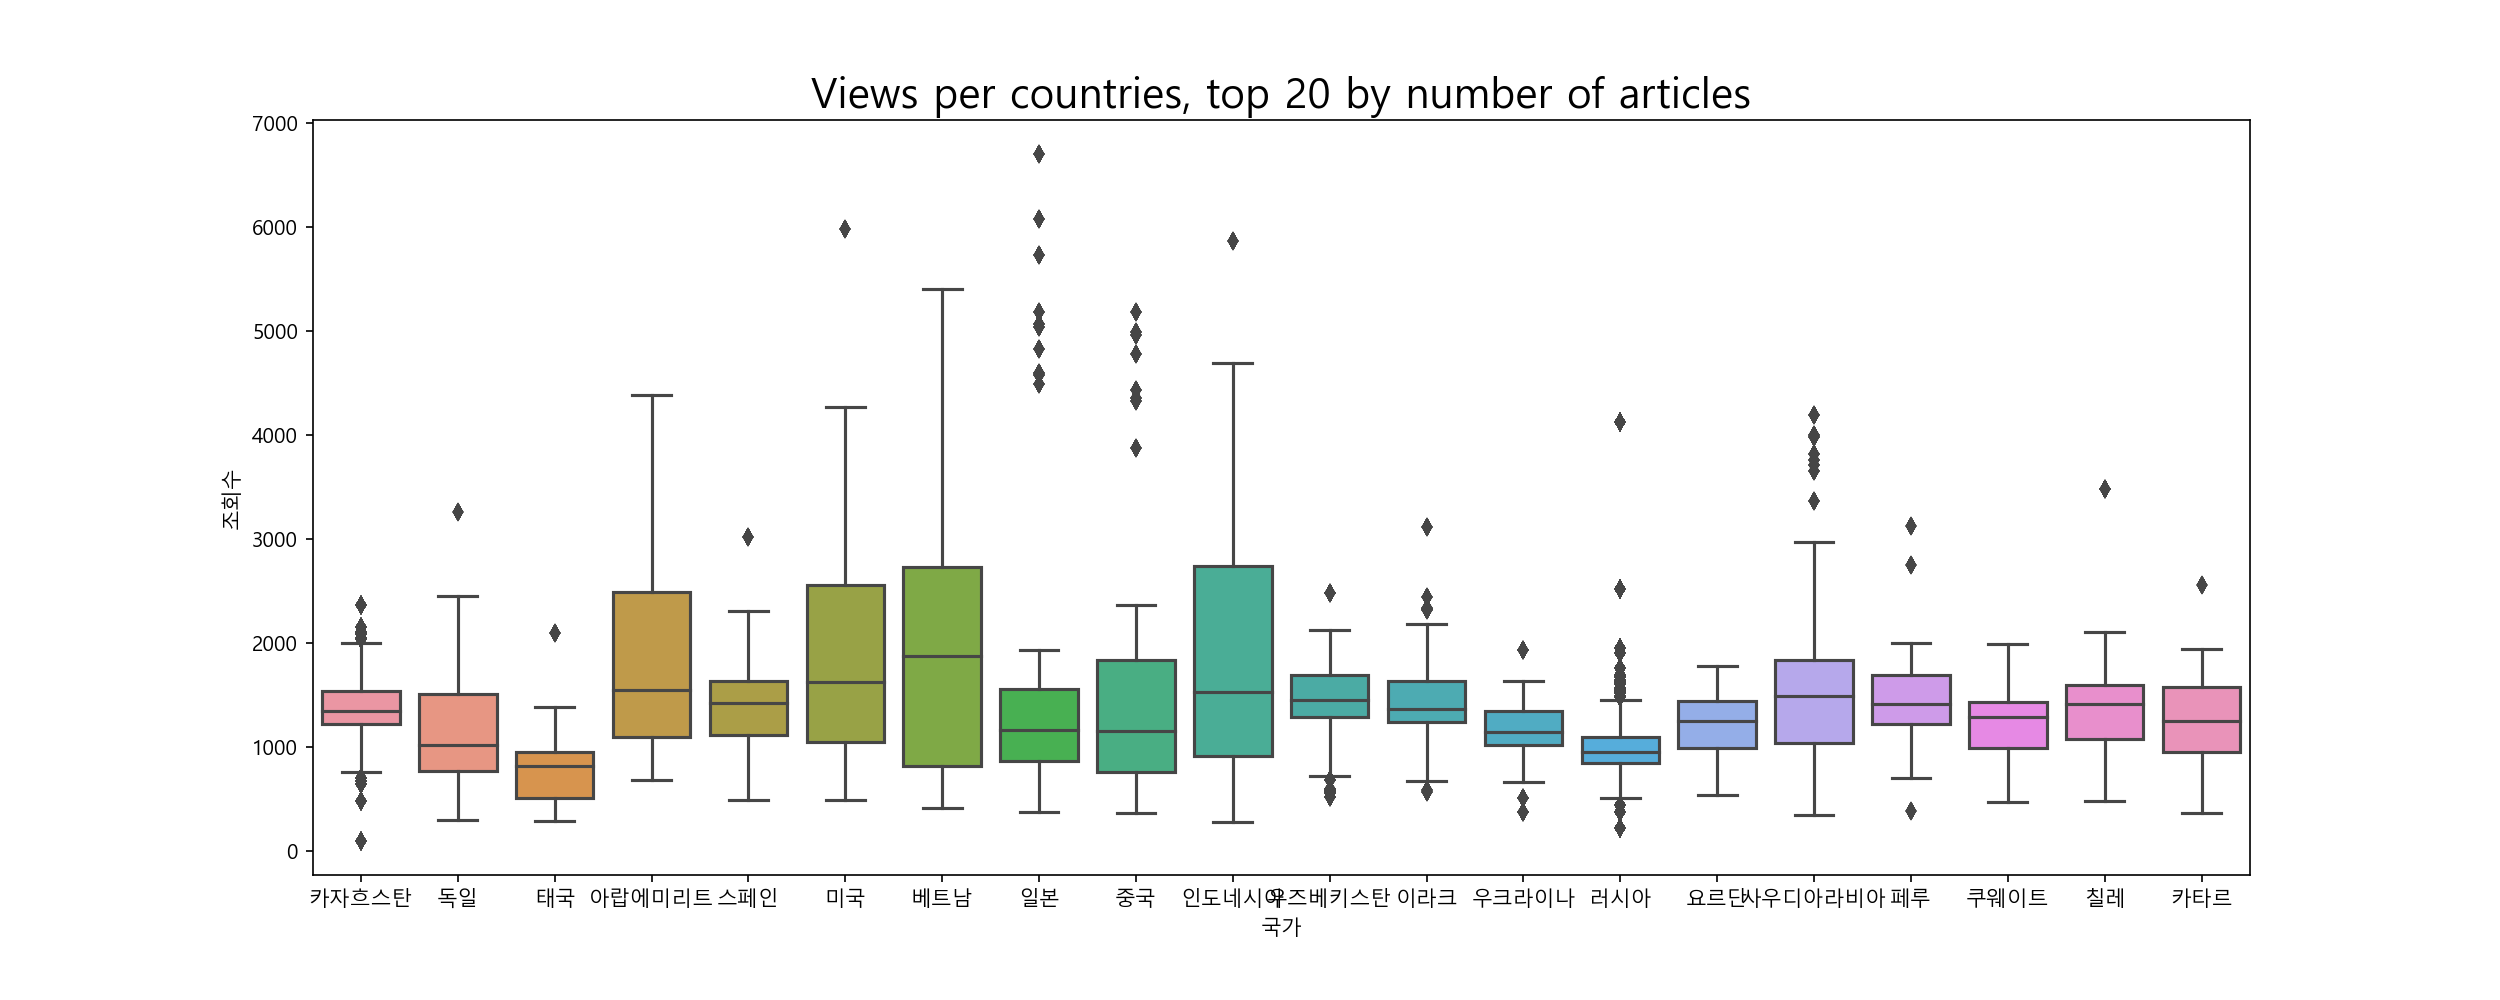 Views per countries, top 20 by number of articles
7000
6000
5000
4000
3000
2000
1000
0
조회수
카자흐스탄 독일 태국 아랍에미리트 스페인 미국 베트남 일본 중국 인도네시아 우즈베키스탄 이라크 우크라이나 러시아 요르단 사우디아라비아 페루 쿠웨이트 칠레 카타르
국가